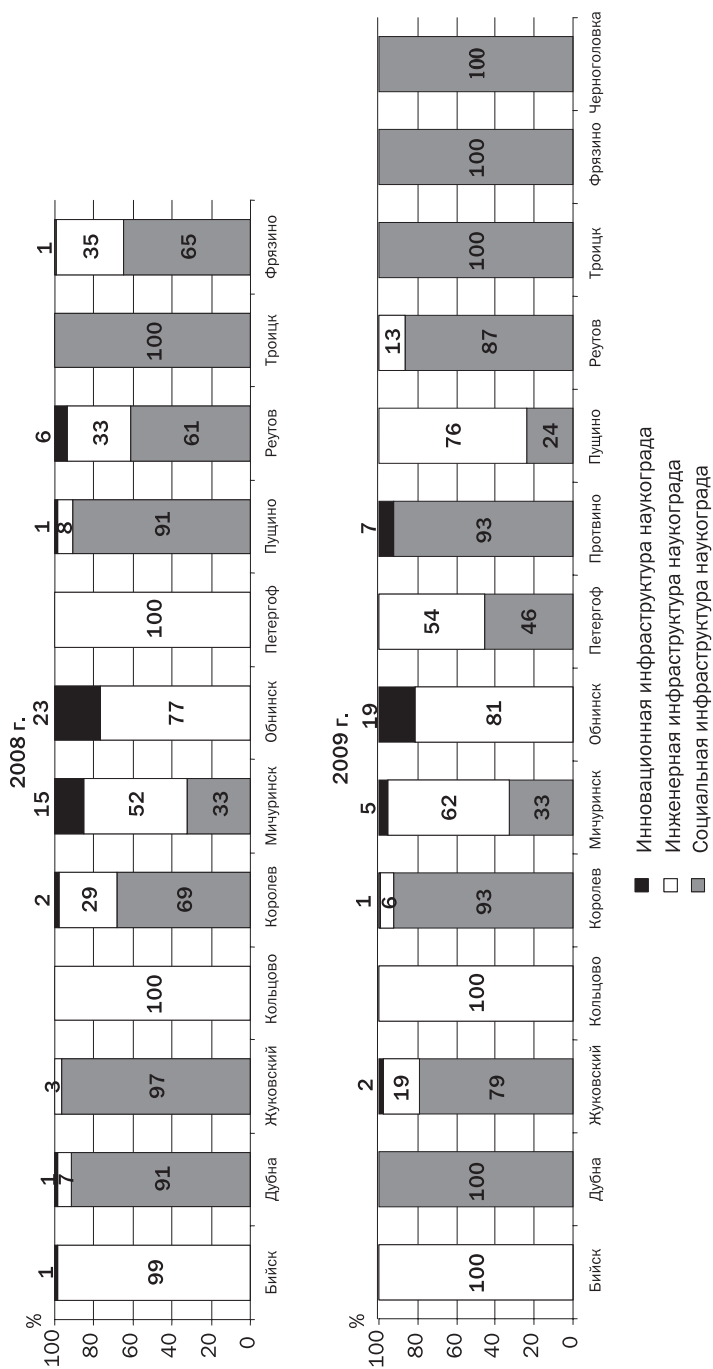 2008 г.
%
100
80
60
40
20
0
1
99
1
7
91
3
97
100
2
29
69
15
52
33
23
77
100
1
8
91
6
33
61
100
1
35
65
Бийск
Дубна
Жуковский
Кольцово
Королев
Мичуринск
Обнинск
Петергоф
Пущино
Реутов
Троицк
Фрязино
2009 г.
%
100
80
60
40
20
0
100
100
2
19
79
100
1
6
93
5
62
33
19
81
54
46
7
93
76
24
13
87
100
100
100
Бийск
Дубна
Жуковский
Кольцово
Королев
Мичуринск
Обнинск
Петергоф
Протвино
Пущино
Реутов
Троицк
Фрязино
Черноголовка
Инновационная инфраструктура наукограда
Инженерная инфраструктура наукограда
Социальная инфраструктура наукограда